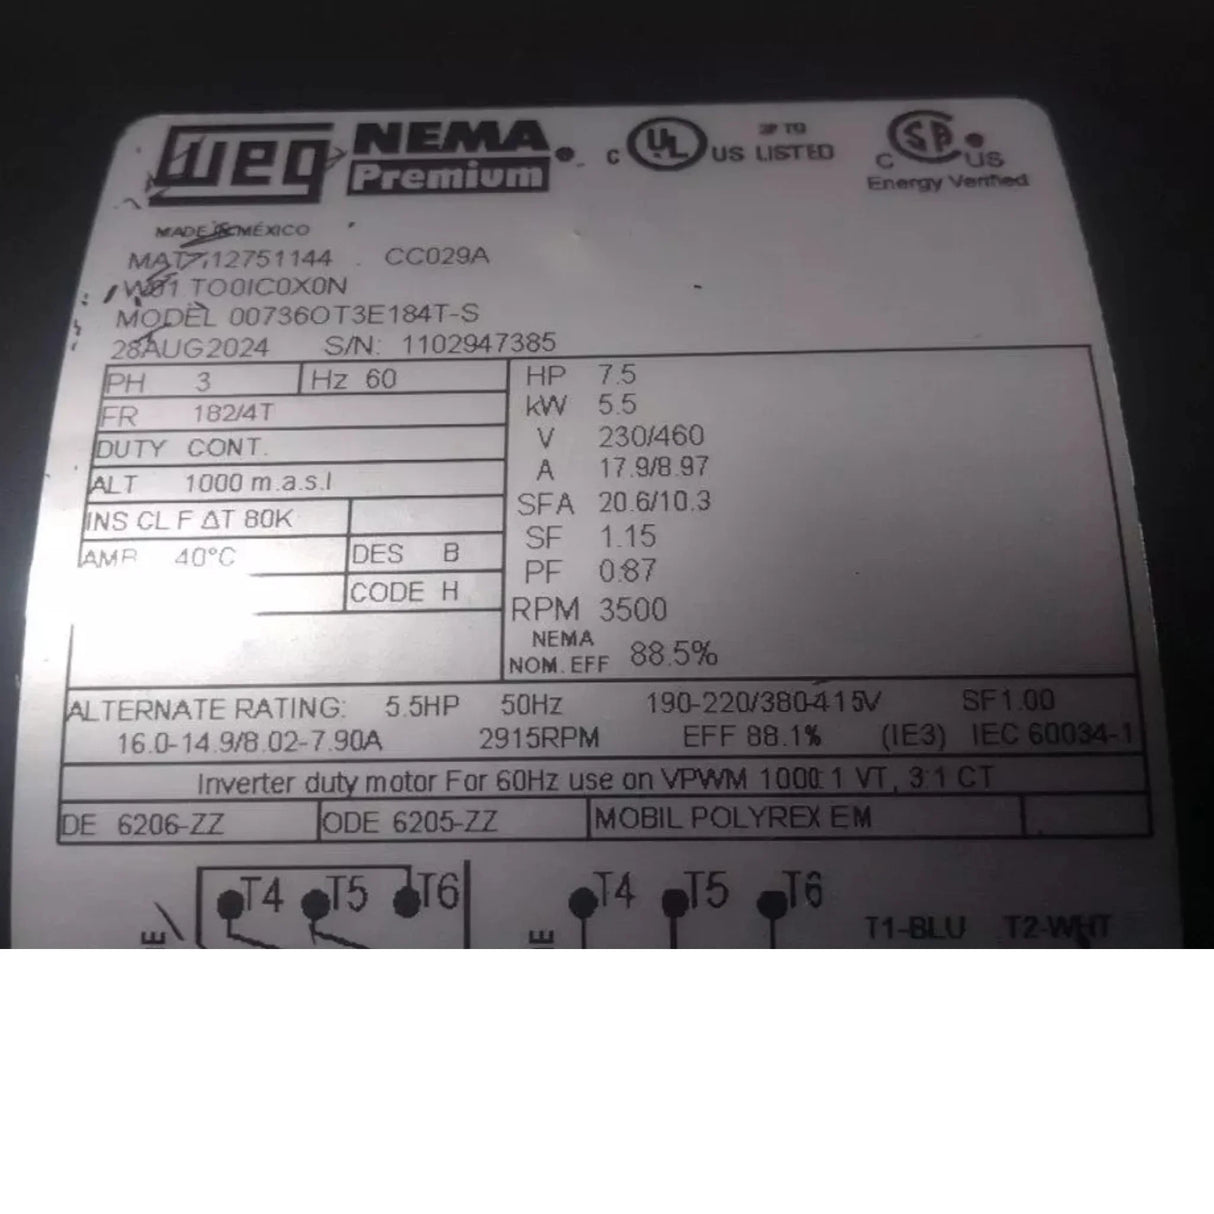 WEG NEMA Premium
c UL US LISTED
c SA US
Energy Verified
MADE MÉXICO
MAT 12751144 CC029A
W01 TO0IC0X0N
MODEL 00736OT3E184T-S
28AUG2024 S/N: 1102947385
PH 3 Hz 60
FR 182/4T
DUTY CONT.
ALT 1000 m.a.s.l
INS CL F ΔT 80K
AMB 40°C DES B
CODE H
HP 7.5
kW 5.5
V 230/460
A 17.9/8.97
SFA 20.6/10.3
SF 1.15
PF 0.87
RPM 3500
NEMA
NOM. EFF 88.5%
ALTERNATE RATING: 5.5HP 50Hz 190-220/380-415V SF1.00
16.0-14.9/8.02-7.90A 2915RPM EFF 88.1% (IE3) IEC 60034-1
Inverter duty motor For 60Hz use on VPWM 1000:1 VT, 3:1 CT
DE 6206-ZZ ODE 6205-ZZ MOBIL POLYREX EM
T4 T5 T6 T4 T5 T6
T1-BLU T2-WHT